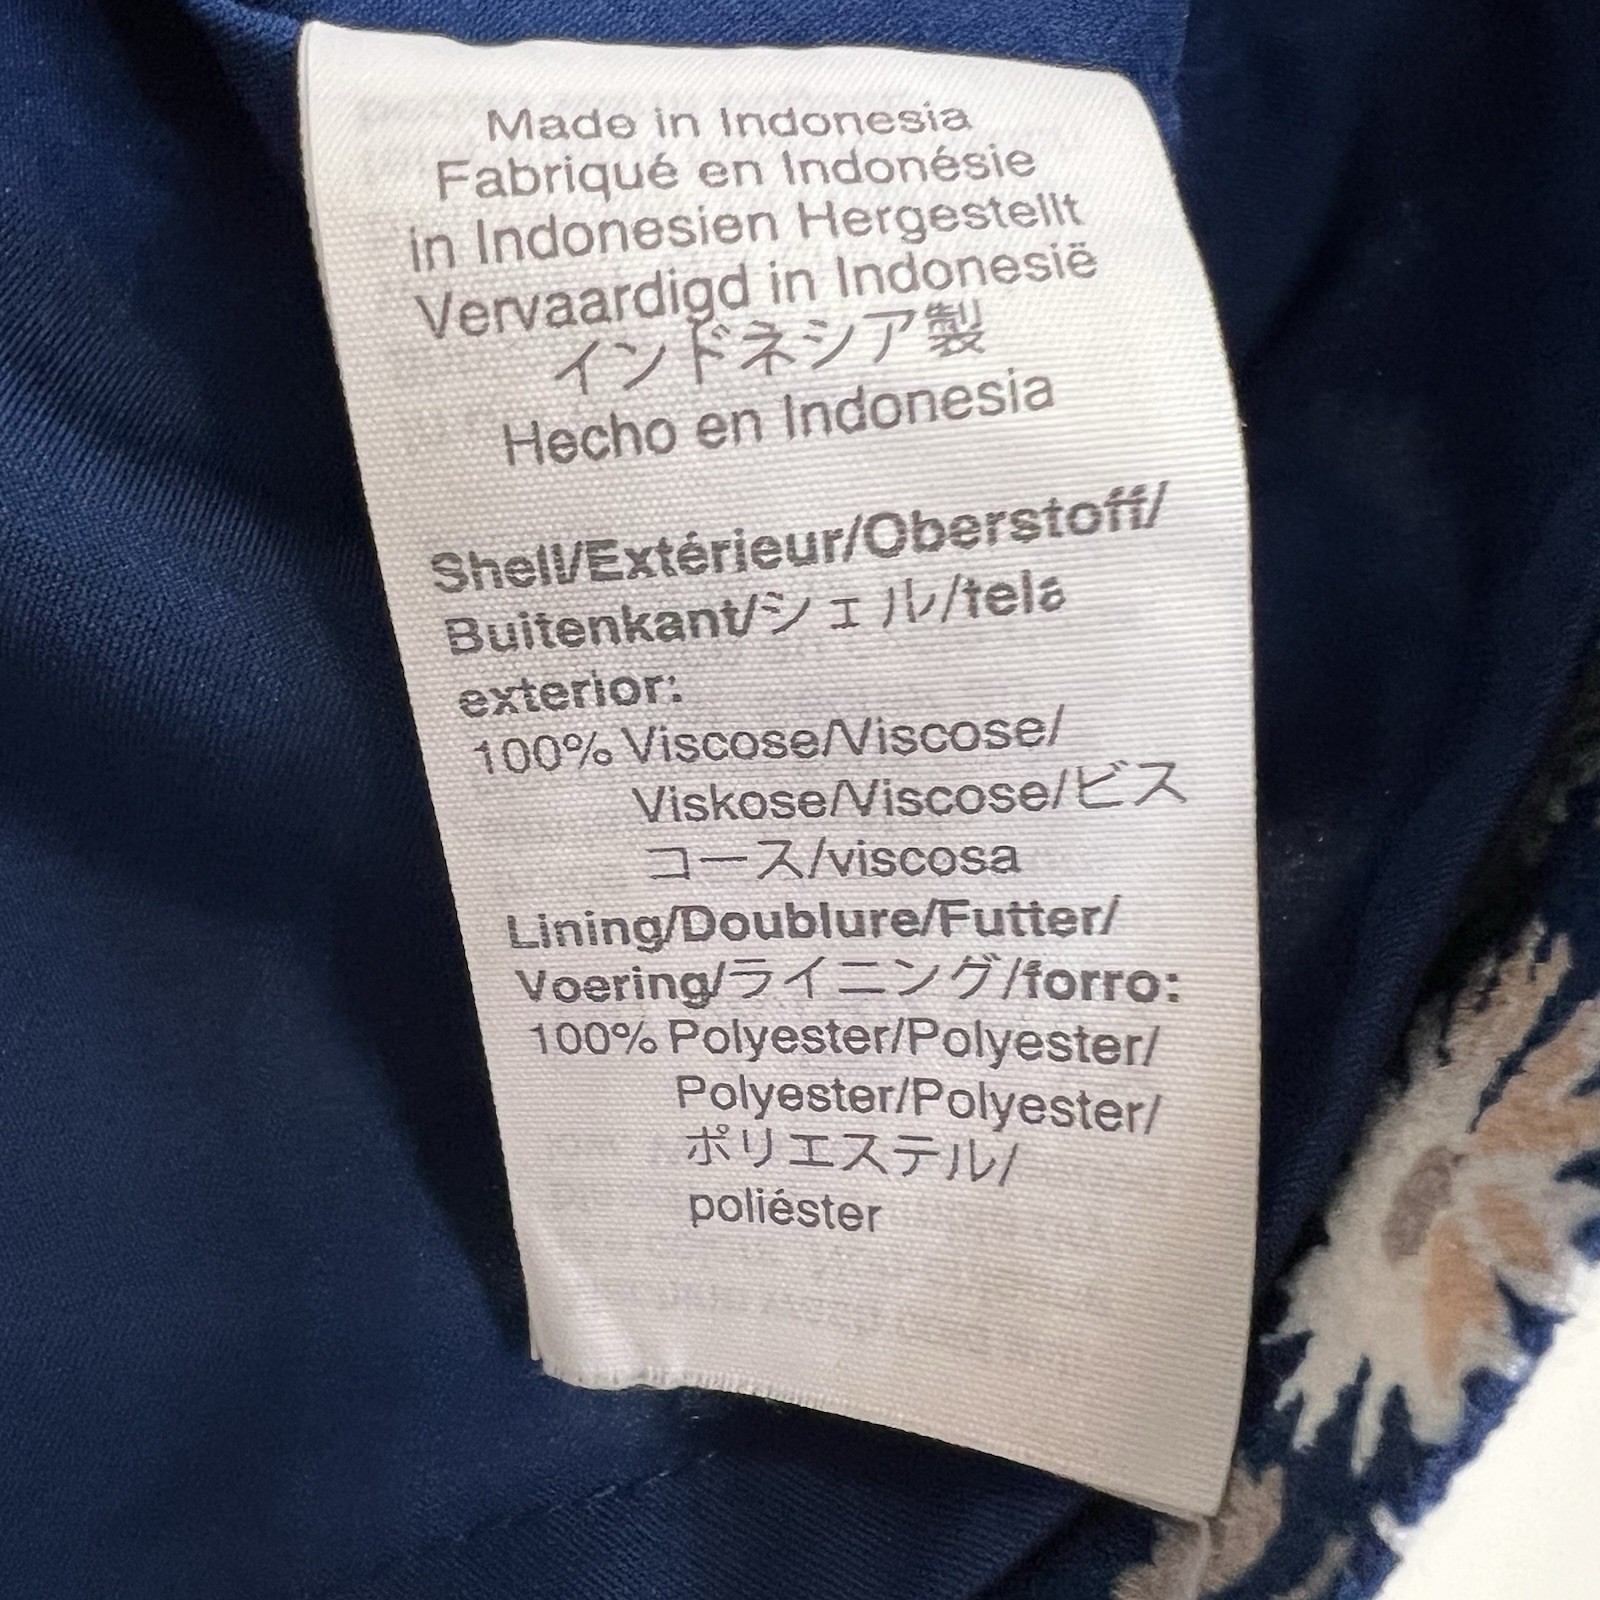 Made in Indonesia
Fabriqué en Indonésie
in Indonesien Hergestellt
Vervaardigd in Indonesië
インドネシア製
Hecho en Indonesia
Shell/Extérieur/Oberstoff/
Buitenkant/シェル/tela
exterior:
100% Viscose/Viscose/
Viskose/Viscose/ビス
コース/viscosa
Lining/Doublure/Futter/
Voering/ライニング/forro:
100% Polyester/Polyester/
Polyester/Polyester/
ポリエステル/
poliéster